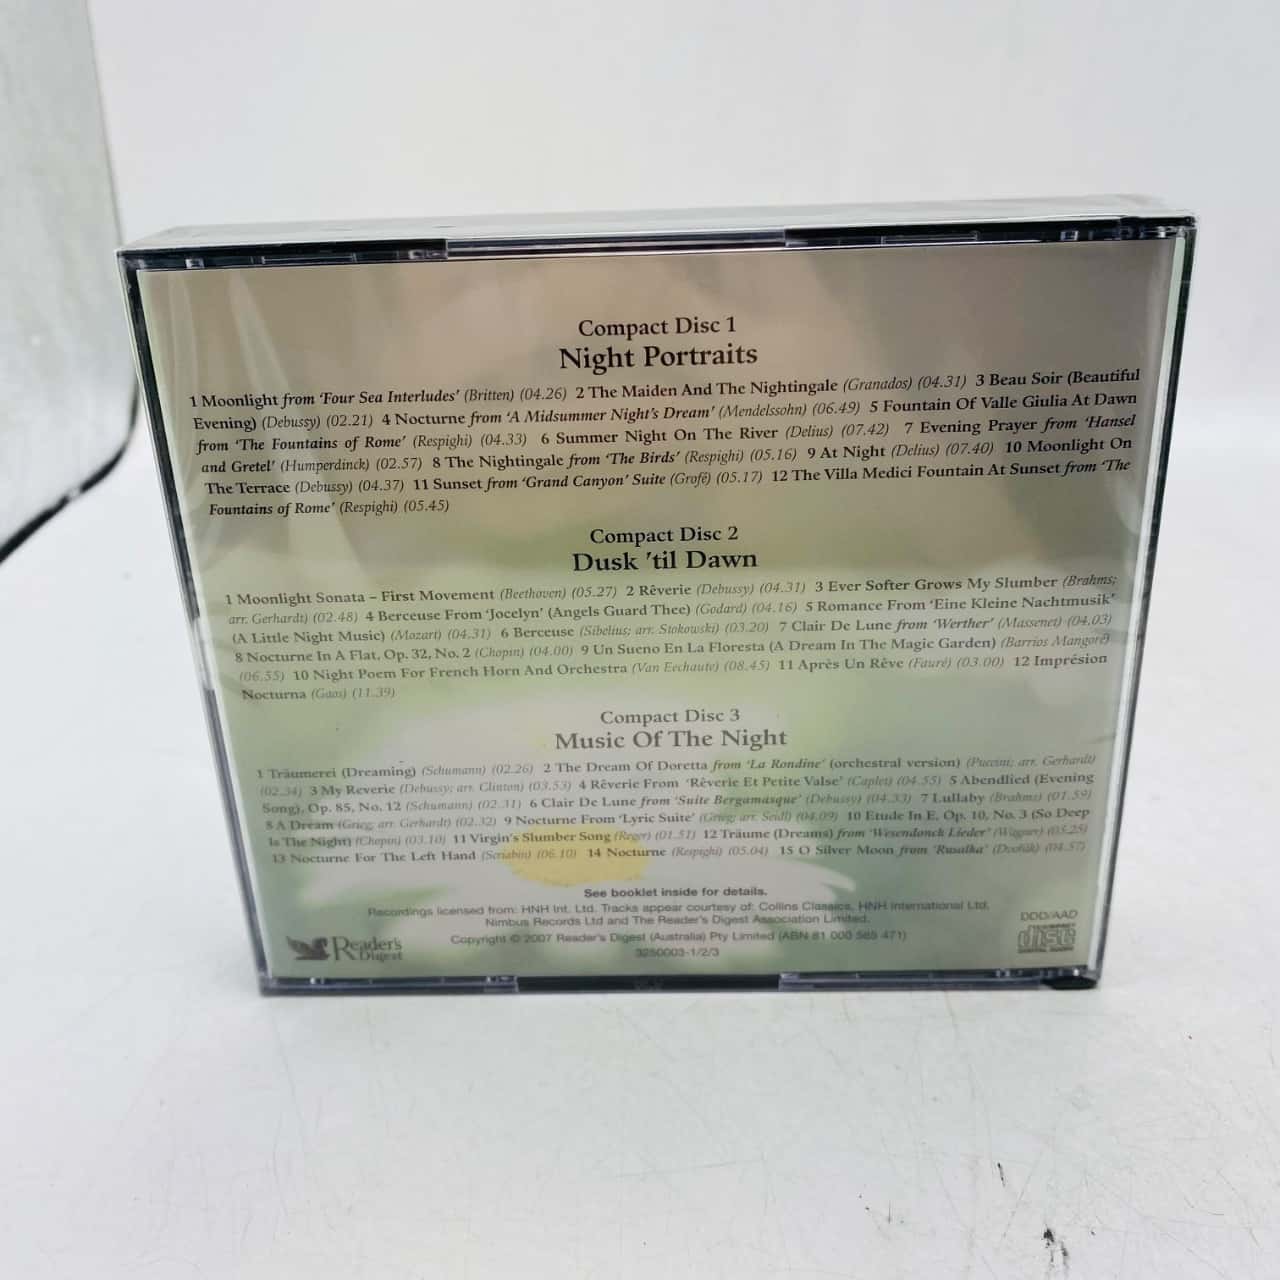 Compact Disc 1
Night Portraits
1 Moonlight from 'Four Sea Interludes' (Britten) (04.26) 2 The Maiden And The Nightingale (Granados) (04.31) 3 Beau Soir (Beautiful
Evening) (Debussy) (02.21) 4 Nocturne from 'A Midsummer Night's Dream' (Mendelssohn) (06.49) 5 Fountain Of Valle Giulia At Dawn
from 'The Fountains of Rome' (Respighi) (04.33) 6 Summer Night On The River (Delius) (07.42) 7 Evening Prayer from 'Hansel
and Gretel' (Humperdinck) (02.57) 8 The Nightingale from 'The Birds' (Respighi) (05.16) 9 At Night (Delius) (07.40) 10 Moonlight On
The Terrace (Debussy) (04.37) 11 Sunset from 'Grand Canyon' Suite (Grofé) (05.17) 12 The Villa Medici Fountain At Sunset from 'The
Fountains of Rome' (Respighi) (05.45)
Compact Disc 2
Dusk 'til Dawn
1 Moonlight Sonata – First Movement (Beethoven) (05.27) 2 Rêverie (Debussy) (04.31) 3 Ever Softer Grows My Slumber (Brahms;
arr. Gerhardt) (02.48) 4 Berceuse From 'Jocelyn' (Angels Guard Thee) (Godard) (04.16) 5 Romance From 'Eine Kleine Nachtmusik'
(A Little Night Music) (Mozart) (04.31) 6 Berceuse (Sibelius; arr. Stokowski) (03.20) 7 Clair De Lune from 'Werther' (Massenet) (04.03)
8 Nocturne In A Flat, Op. 32, No. 2 (Chopin) (04.00) 9 Un Sueno En La Floresta (A Dream In The Magic Garden) (Barrios Mangoré)
(06.55) 10 Night Poem For French Horn And Orchestra (Van Eechaute) (08.45) 11 Après Un Rêve (Fauré) (03.00) 12 Imprésion
Nocturna (Gaos) (11.39)
Compact Disc 3
Music Of The Night
1 Träumerei (Dreaming) (Schumann) (02.26) 2 The Dream Of Doretta from 'La Rondine' (orchestral version) (Puccini; arr. Gerhardt)
(02.34) 3 My Reverie (Debussy; arr. Clinton) (03.53) 4 Rêverie From 'Rêverie Et Petite Valse' (Caplet) (04.55) 5 Abendlied (Evening
Song), Op. 85, No. 12 (Schumann) (02.31) 6 Clair De Lune from 'Suite Bergamasque' (Debussy) (04.33) 7 Lullaby (Brahms) (01.59)
8 A Dream (Grieg; arr. Gerhardt) (02.32) 9 Nocturne From 'Lyric Suite' (Grieg; arr. Seidl) (04.09) 10 Etude In E, Op. 10, No. 3 (So Deep
Is The Night) (Chopin) (03.10) 11 Virgin's Slumber Song (Reger) (01.51) 12 Träume (Dreams) from 'Wesendonck Lieder' (Wagner) (05.25)
13 Nocturne For The Left Hand (Scriabin) (06.10) 14 Nocturne (Respighi) (05.04) 15 O Silver Moon from 'Rusalka' (Dvořák) (04.57)
See booklet inside for details.
Recordings licensed from: HNH Int. Ltd. Tracks appear courtesy of: Collins Classics, HNH International Ltd,
Nimbus Records Ltd and The Reader's Digest Association Limited.
Copyright © 2007 Reader's Digest (Australia) Pty Limited (ABN 81 000 565 471)
3250003-1/2/3
Reader's
Digest
DDD/AAD
COMPACT
disc
DIGITAL AUDIO